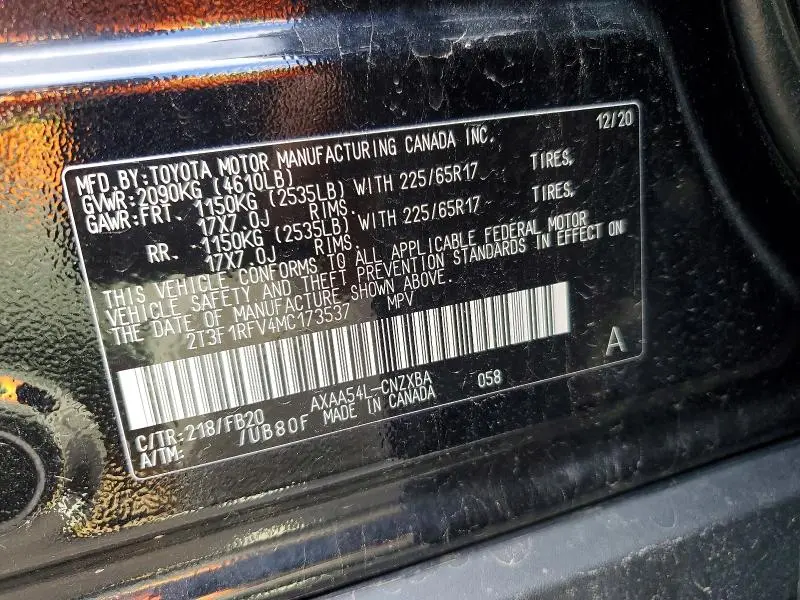 12/20
MFD.BY:TOYOTA MOTOR MANUFACTURING CANADA INC.
GVWR:2090KG (4610LB)
GAWR:FRT. 1150KG (2535LB) WITH 225/65R17 TIRES,
17X7.0J RIMS.
RR. 1150KG (2535LB) WITH 225/65R17 TIRES,
17X7.0J RIMS.
THIS VEHICLE CONFORMS TO ALL APPLICABLE FEDERAL MOTOR
VEHICLE SAFETY AND THEFT PREVENTION STANDARDS IN EFFECT ON
THE DATE OF MANUFACTURE SHOWN ABOVE.
2T3F1RFV4MC173537 MPV
A
C/TR:218/FB20 AXAA54L-CNZXBA 058
A/TM: /UB80F MADE IN CANADA